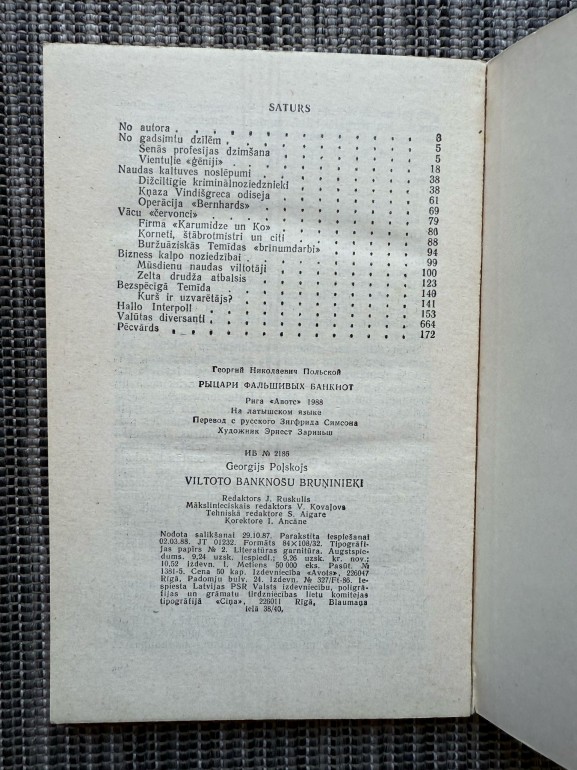 SATURS
No autora . . . . . . . . 3
No gadsimtu dzīlēm . . . . . . . 5
Senās profesijas dzimšana . . . . . . 5
Vientuļie «ģēniji» . . . . . . . 18
Naudas kaltuves noslēpumi . . . . . . 38
Dižciltīgie kriminālnoziedznieki . . . . . 38
Kņaza Vindišgreca odiseja . . . . . . 61
Operācija «Bernhards» . . . . . . . 69
Vācu «červonci» . . . . . . . . 79
Firma «Karumidze un Ko» . . . . . . 80
Korneti, štābrotmistri un citi . . . . . 88
Buržuāziskās Temīdas «brīnumdarbi» . . . . 94
Bizness kalpo noziedzībai . . . . . . 99
Mūsdienu naudas viltotāji . . . . . . 100
Zelta drudža atbalsis . . . . . . . 123
Bezspēcīgā Temīda . . . . . . . 140
Kurš ir uzvarētājs? . . . . . . . 141
Hallo Interpol! . . . . . . . . 153
Valūtas diversanti . . . . . . . 664
Pēcvārds . . . . . . . . . 172
Георгий Николаевич Польской
РЫЦАРИ ФАЛЬШИВЫХ БАНКНОТ
Рига «Авотс» 1988
На латышском языке
Перевод с русского Зигфрида Симсона
Художник Эрнест Зариньш
ИБ № 2186
Georgijs Poļskojs
VILTOTO BANKNOŠU BRUŅINIEKI
Redaktors J. Ruskulis
Mākslinieciskais redaktors V. Kovaļovs
Tehniskā redaktore S. Aigare
Korektore I. Ancāne
Nodota salikšanai 29.10.87. Parakstīta iespiešanai
02.03.88. JT 01232. Formāts 84×108/32. Tipogrāfi-
jas papīrs № 2. Literatūras garnitūra. Augstspie-
dums. 9,24 uzsk. iespiedl.; 9,26 uzsk. kr. nov.;
10,52 izdevn. l. Metiens 50 000 eks. Pasūt. №
1381-5. Cena 50 kap. Izdevniecība «Avots», 226047
Rīgā, Padomju bulv. 24. Izdevn. № 327/Ft-86. Ie-
spiesta Latvijas PSR Valsts izdevniecību, poligrā-
fijas un grāmatu tirdzniecības lietu komitejas
tipogrāfijā «Cīņa», 226011 Rīgā, Blaumaņa
ielā 38/40.